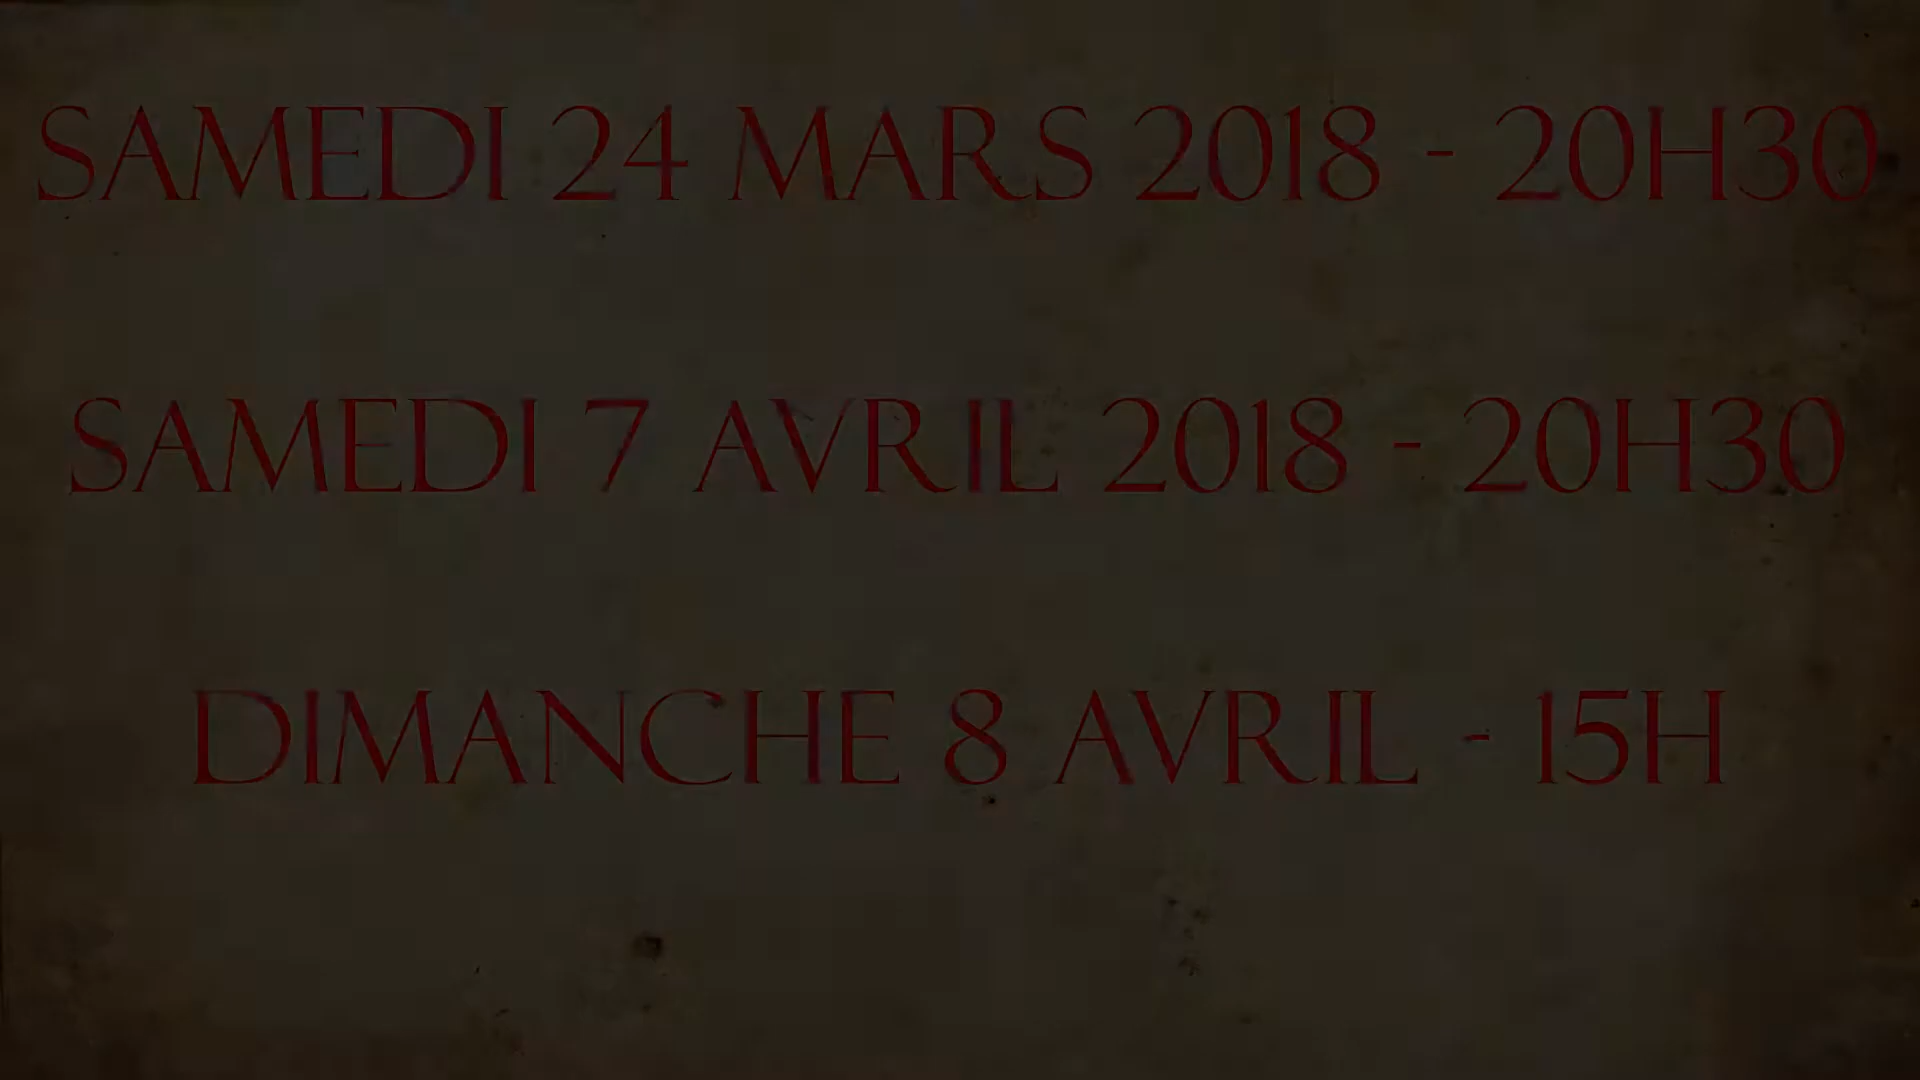 SAMEDI 24 MARS 2018 - 20H30
SAMEDI 7 AVRIL 2018 - 20H30
DIMANCHE 8 AVRIL - 15H